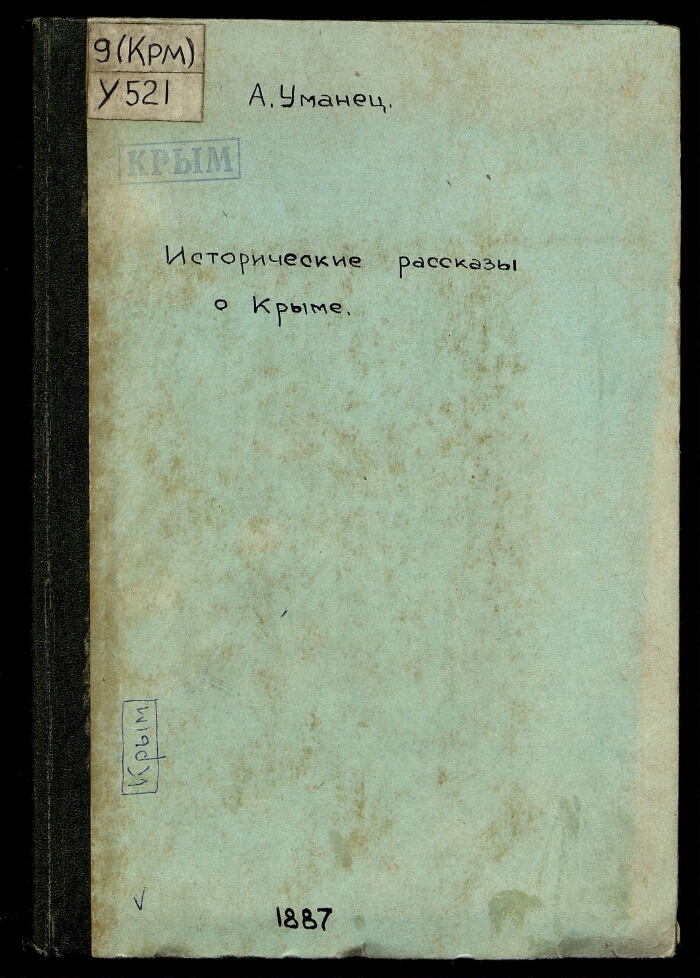 9(Крм)
У521
А. Уманец.
КРЫМ
Исторические рассказы
о Крыме.
Крым
1887